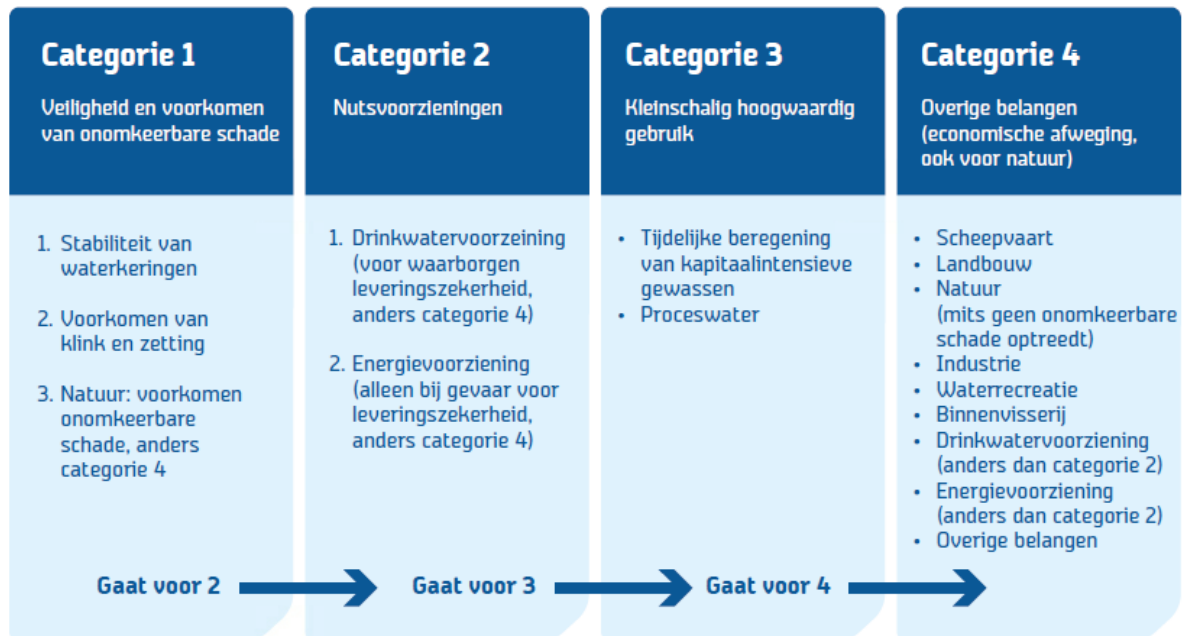 Categorie 1
Veiligheid en voorkomen
van onomkeerbare schade
1. Stabiliteit van
waterkeringen
2. Voorkomen van
klink en zetting
3. Natuur: voorkomen
onomkeerbare
schade, anders
categorie 4
Gaat voor 2
Categorie 2
Nutsvoorzieningen
1. Drinkwatervoorzeining
(voor waarborgen
leveringszekerheid,
anders categorie 4)
2. Energievoorziening
(alleen bij gevaar voor
leveringszekerheid,
anders categorie 4)
Gaat voor 3
Categorie 3
Kleinschalig hoogwaardig
gebruik
• Tijdelijke beregening
van kapitaalintensieve
gewassen
• Proceswater
Gaat voor 4
Categorie 4
Overige belangen
(economische afweging,
ook voor natuur)
• Scheepvaart
• Landbouw
• Natuur
(mits geen onomkeerbare
schade optreedt)
• Industrie
• Waterrecreatie
• Binnenvisserij
• Drinkwatervoorziening
(anders dan categorie 2)
• Energievoorziening
(anders dan categorie 2)
• Overige belangen